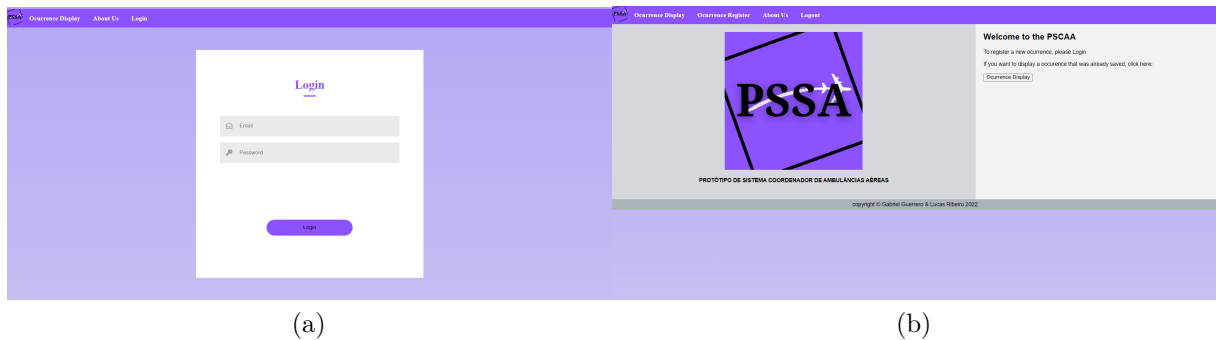 PSSA Ocurrence Display About Us Login
Login
Email
Password
Login
(a)
PSSA Ocurrence Display Ocurrence Register About Us Logout
PSSA
PROTÓTIPO DE SISTEMA COORDENADOR DE AMBULÂNCIAS AÉREAS
Welcome to the PSCAA
To register a new ocurrence, please Login
If you want to display a occurence that was already saved, click here:
Ocurrence Display
copyright © Gabriel Guerrero & Lucas Ribeiro 2022
(b)